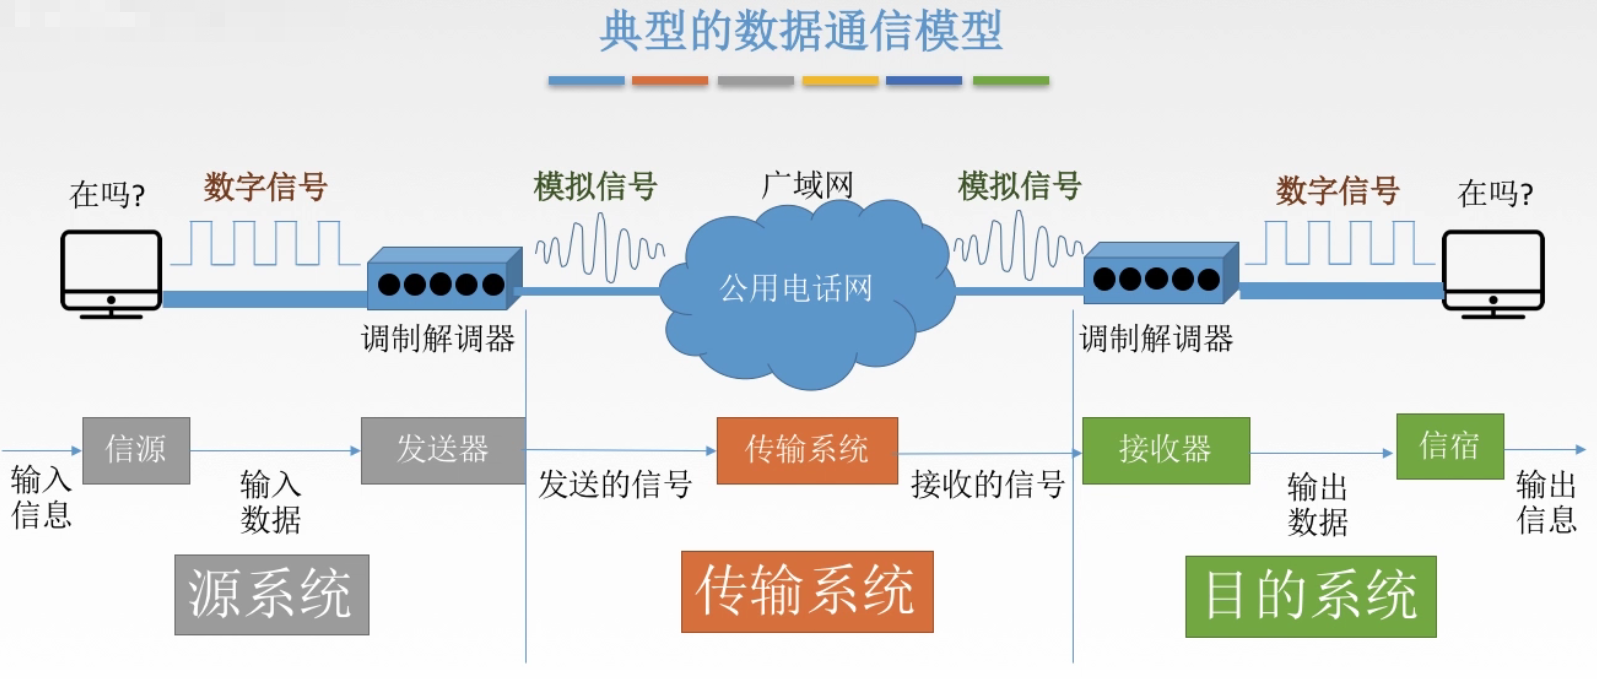 典型的数据通信模型
在吗?
数字信号
模拟信号
广域网
模拟信号
数字信号
在吗?
公用电话网
调制解调器
调制解调器
信源
发送器
传输系统
接收器
信宿
输入
信息
输入
数据
发送的信号
接收的信号
输出
数据
输出
信息
源系统
传输系统
目的系统